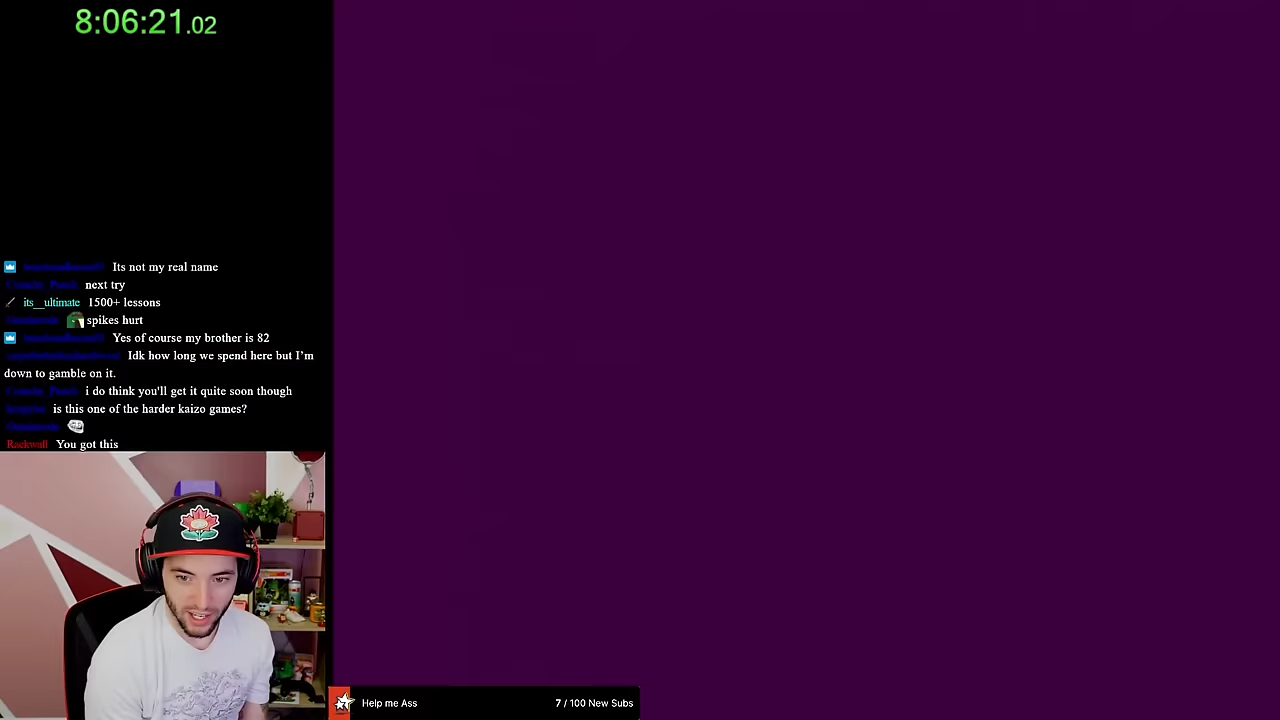 8:06:21.02
Its not my real name
next try
its__ultimate 1500+ lessons
spikes hurt
Yes of course my brother is 82
Idk how long we spend here but I'm
down to gamble on it.
i do think you'll get it quite soon though
is this one of the harder kaizo games?
Rackwall You got this
Help me Ass 7 / 100 New Subs